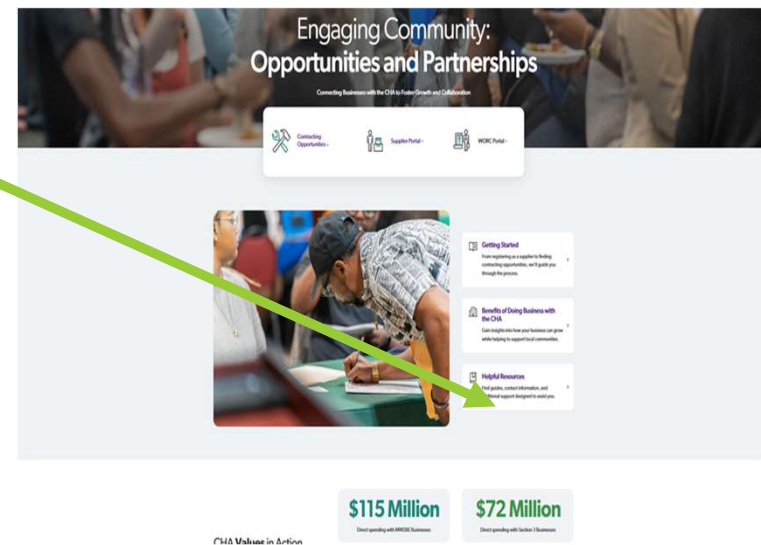 Engaging Community:
Opportunities and Partnerships
Connecting Businesses with the CHA to Foster Growth and Collaboration
Contracting
Opportunities ›
Supplier Portal ›
WORC Portal ›
Getting Started
From registering as a supplier to finding
contracting opportunities, we'll guide you
through the process.
Benefits of Doing Business with
the CHA
Gain insights into how your business can grow
while helping to support local communities.
Helpful Resources
Find guides, contact information, and
additional support designed to assist you.
$115 Million
$72 Million
Direct spending with MWDBE Businesses
Direct spending with Section 3 Businesses
CHA Values in Action